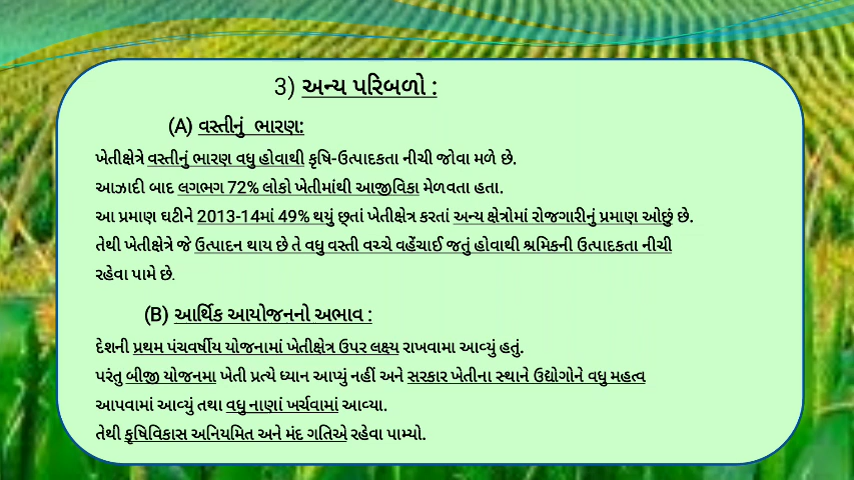 3) અન્ય પરિબળો :
(A) વસ્તીનું ભારણ:
ખેતીક્ષેત્રે વસ્તીનું ભારણ વધુ હોવાથી કૃષિ-ઉત્પાદકતા નીચી જોવા મળે છે.
આઝાદી બાદ લગભગ 72% લોકો ખેતીમાંથી આજીવિકા મેળવતા હતા.
આ પ્રમાણ ઘટીને 2013-14માં 49% થયું છ્તાં ખેતીક્ષેત્ર કરતાં અન્ય ક્ષેત્રોમાં રોજગારીનું પ્રમાણ ઓછું છે.
તેથી ખેતીક્ષેત્રે જે ઉત્પાદન થાય છે તે વધુ વસ્તી વચ્ચે વહેંચાઈ જતું હોવાથી શ્રમિકની ઉત્પાદકતા નીચી
રહેવા પામે છે.
(B) આર્થિક આયોજનનો અભાવ :
દેશની પ્રથમ પંચવર્ષીય યોજનામાં ખેતીક્ષેત્ર ઉપર લક્ષ્ય રાખવામા આવ્યું હતું.
પરંતુ બીજી યોજનમા ખેતી પ્રત્યે ધ્યાન આપ્યું નહીં અને સરકાર ખેતીના સ્થાને ઉદ્યોગોને વધુ મહત્વ
આપવામાં આવ્યું તથા વધુ નાણાં ખર્ચવામાં આવ્યા.
તેથી કૃષિવિકાસ અનિયમિત અને મંદ ગતિએ રહેવા પામ્યો.